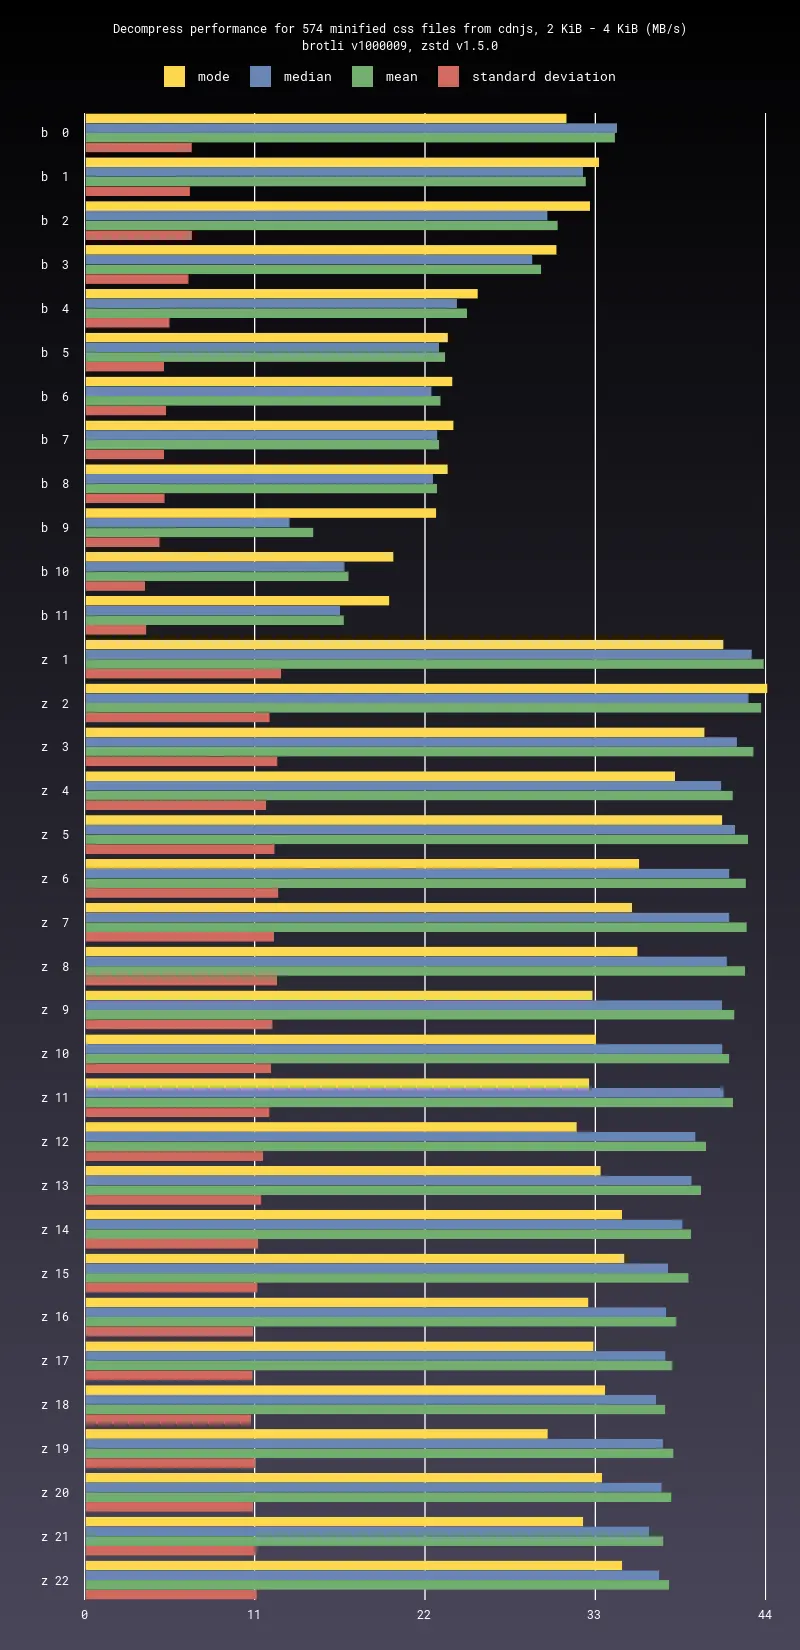 Decompress performance for 574 minified css files from cdnjs, 2 KiB - 4 KiB (MB/s)
brotli v1000009, zstd v1.5.0
mode median mean standard deviation
b 0
b 1
b 2
b 3
b 4
b 5
b 6
b 7
b 8
b 9
b 10
b 11
z 1
z 2
z 3
z 4
z 5
z 6
z 7
z 8
z 9
z 10
z 11
z 12
z 13
z 14
z 15
z 16
z 17
z 18
z 19
z 20
z 21
z 22
0 11 22 33 44